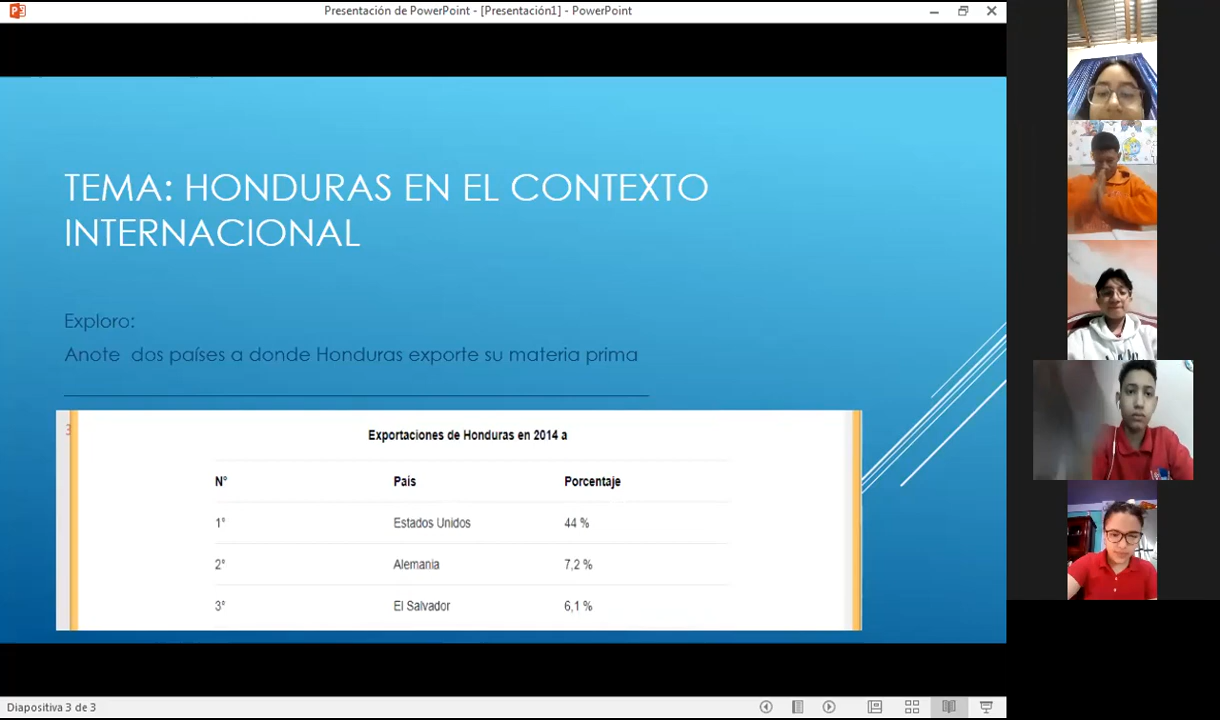 Presentación de PowerPoint - [Presentación1] - PowerPoint
TEMA: HONDURAS EN EL CONTEXTO
INTERNACIONAL
Exploro:
Anote dos países a donde Honduras exporte su materia prima
3
Exportaciones de Honduras en 2014 a
N° País Porcentaje
1° Estados Unidos 44 %
2° Alemania 7,2 %
3° El Salvador 6,1 %
Diapositiva 3 de 3